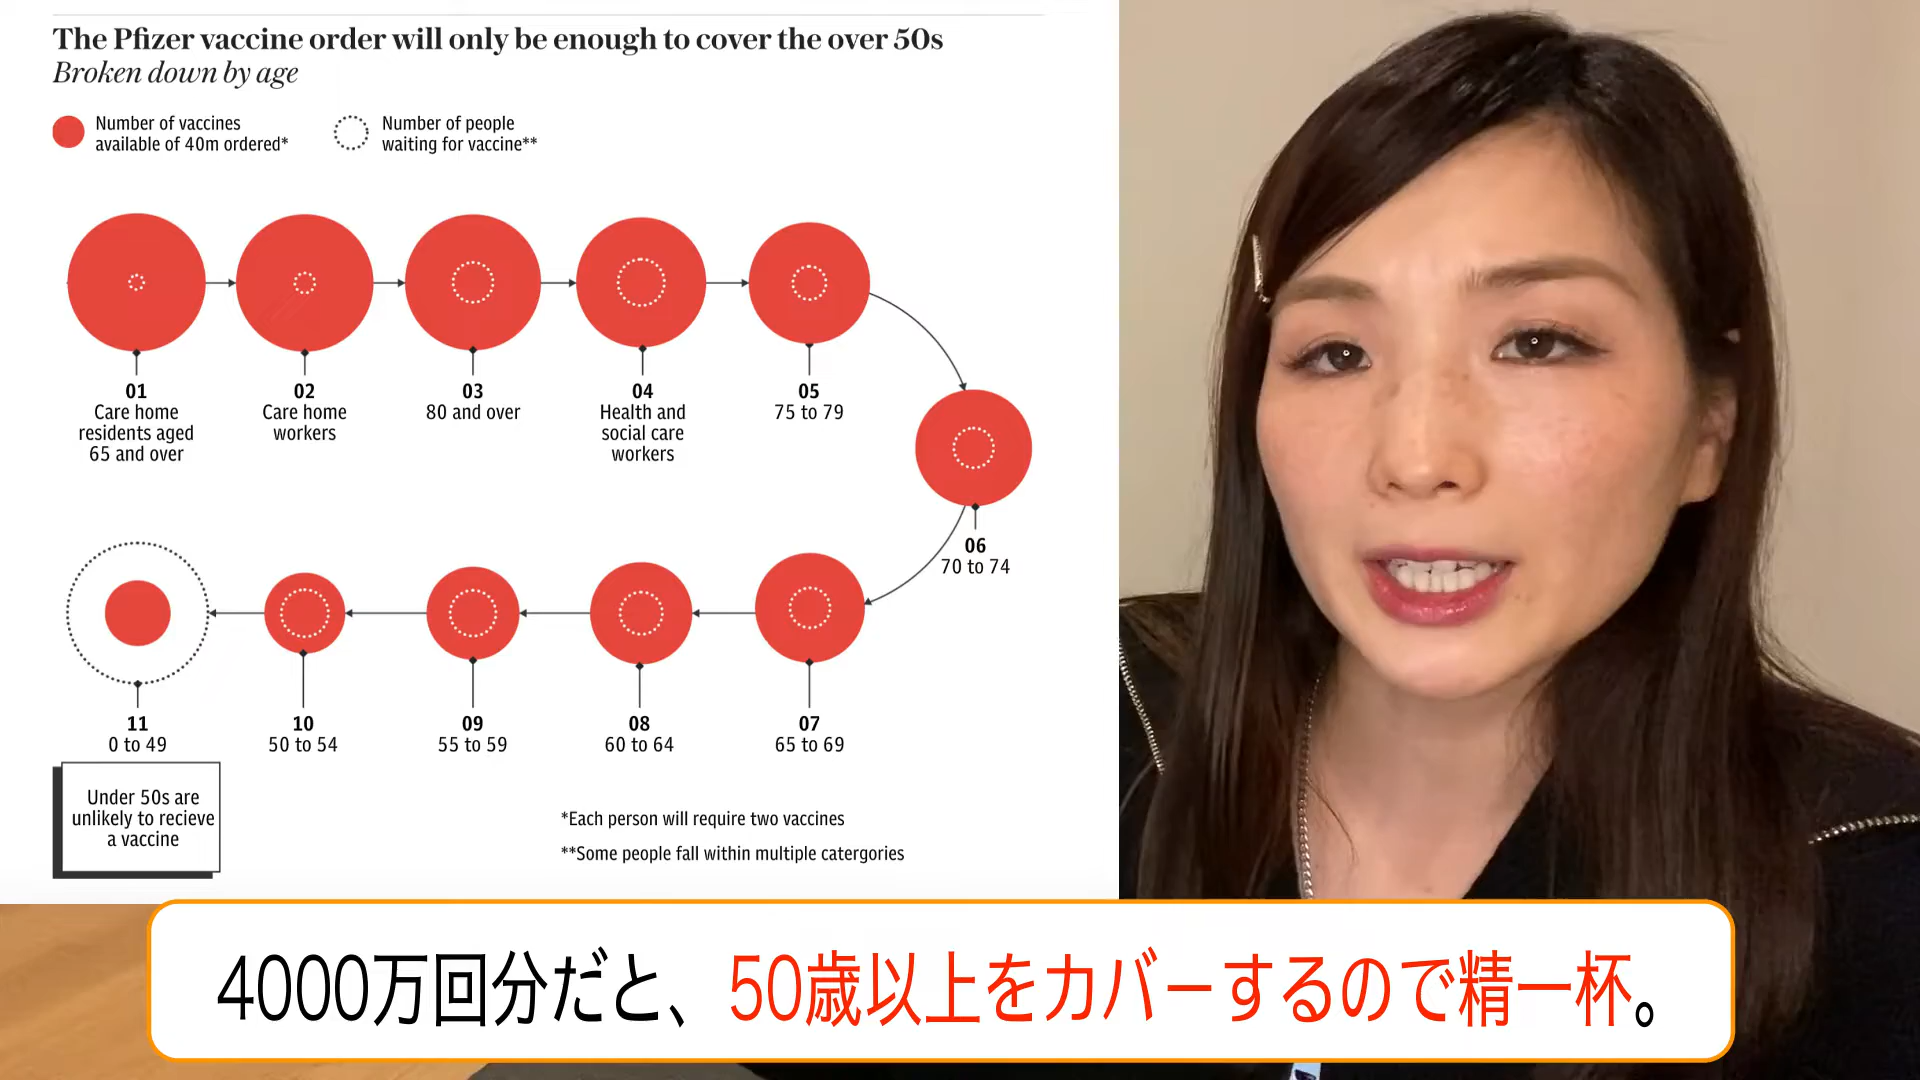 The Pfizer vaccine order will only be enough to cover the over 50s
Broken down by age
Number of vaccines
available of 40m ordered*
Number of people
waiting for vaccine**
01
Care home
residents aged
65 and over
02
Care home
workers
03
80 and over
04
Health and
social care
workers
05
75 to 79
06
70 to 74
07
65 to 69
08
60 to 64
09
55 to 59
10
50 to 54
11
0 to 49
Under 50s are
unlikely to recieve
a vaccine
*Each person will require two vaccines
**Some people fall within multiple catergories
4000万回分だと、50歳以上をカバーするので精一杯。